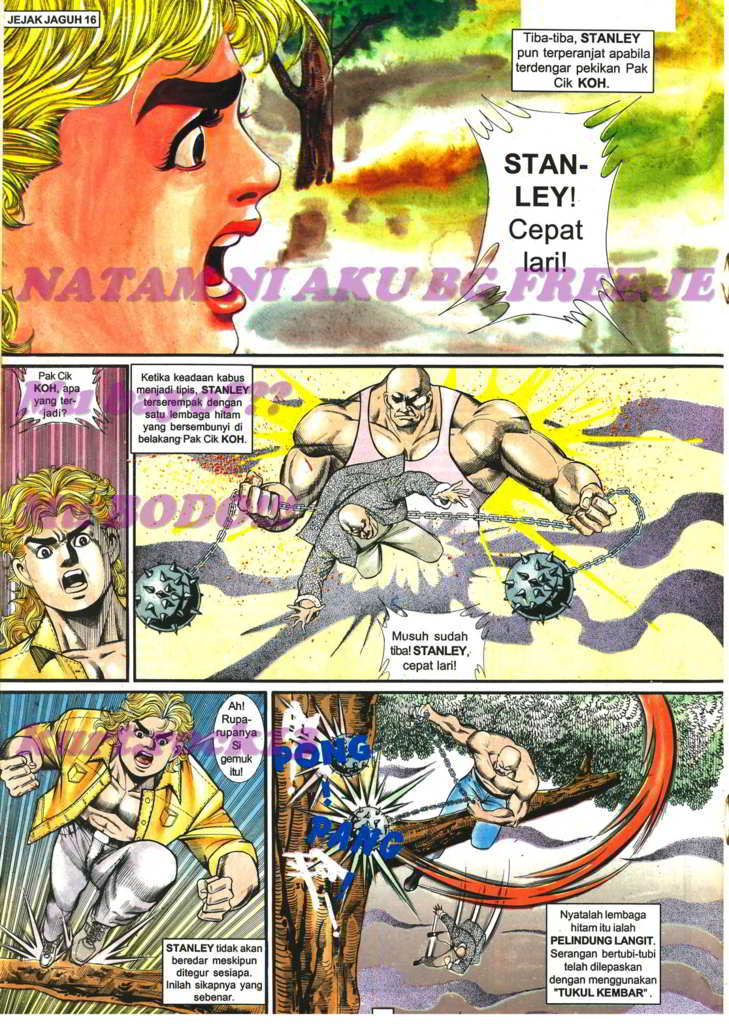 JEJAK JAGUH 16
Tiba-tiba, STANLEY
pun terperanjat apabila
terdengar pekikan Pak
Cik KOH.
STAN-
LEY!
Cepat
lari!
NATAM NI AKU BG FREE JE
Pak Cik
KOH, apa
yang ter-
jadi?
Ketika keadaan kabus
menjadi tipis, STANLEY
terserempak dengan
satu lembaga hitam
yang bersembunyi di
belakang Pak Cik KOH.
BODOH
Musuh sudah
tiba! STANLEY,
cepat lari!
Ah!
Rupa-
rupanya
Si
gemuk
itu!
PONG
!
PANG
!
STANLEY tidak akan
beredar meskipun
ditegur sesiapa.
Inilah sikapnya yang
sebenar.
Nyatalah lembaga
hitam itu ialah
PELINDUNG LANGIT.
Serangan bertubi-tubi
telah dilepaskan
dengan menggunakan
"TUKUL KEMBAR".